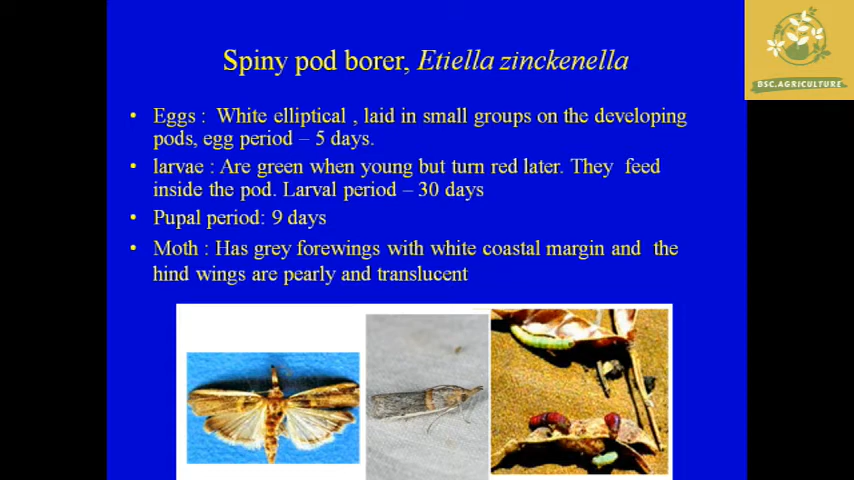 BSC.AGRICULTURE
Spiny pod borer, Etiella zinckenella
• Eggs : White elliptical , laid in small groups on the developing
pods, egg period – 5 days.
• larvae : Are green when young but turn red later. They feed
inside the pod. Larval period – 30 days
• Pupal period: 9 days
• Moth : Has grey forewings with white coastal margin and the
hind wings are pearly and translucent